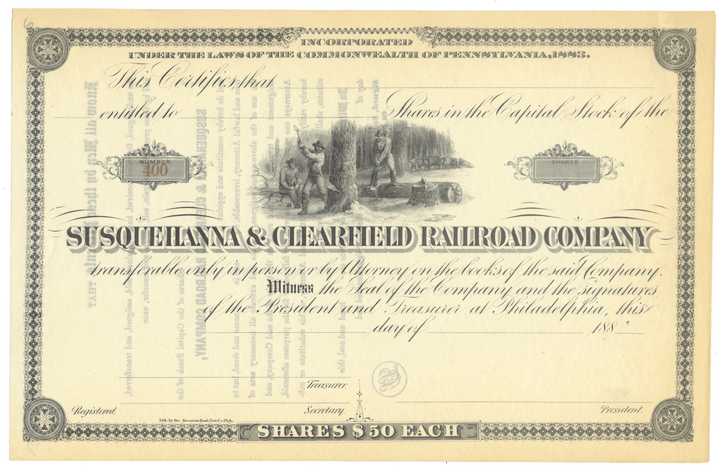 INCORPORATED
UNDER THE LAWS OF THE COMMONWEALTH OF PENNSYLVANIA, 1883.
This Certifies, that
entitled to Shares in the Capital Stock of the
NUMBER
400
SHARES
SUSQUEHANNA & CLEARFIELD RAILROAD COMPANY
transferable only in person or by Attorney on the books of the said Company.
Witness the Seal of the Company and the signatures
of the President and Treasurer at Philadelphia, this
day of 188
Treasurer.
Registered. Secretary. President.
SHARES $50 EACH